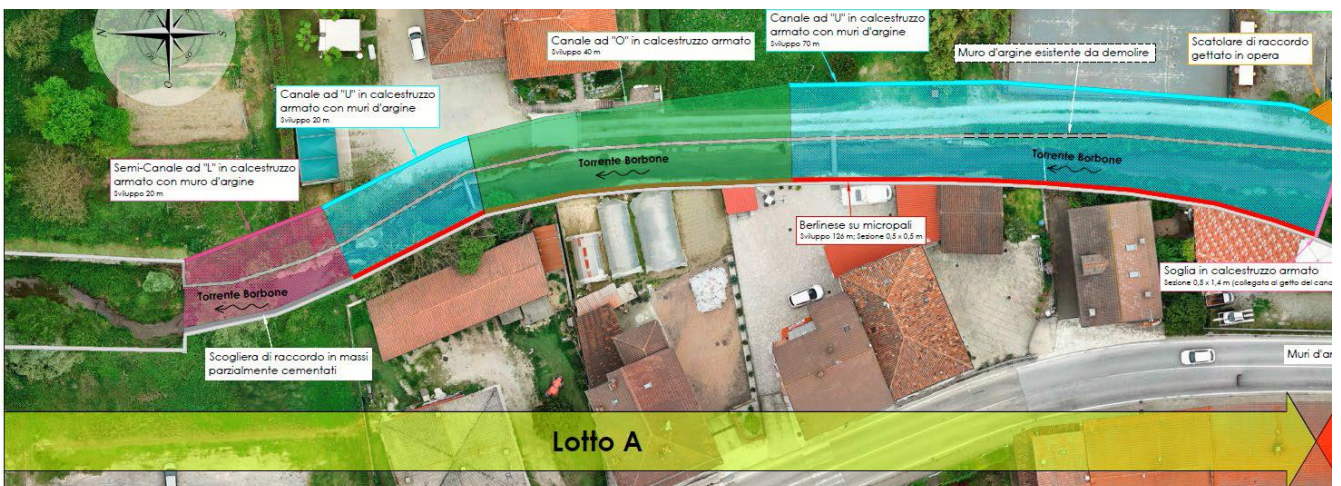 N
S
Canale ad "U" in calcestruzzo
armato con muri d'argine
Sviluppo 20 m
Semi-Canale ad "L" in calcestruzzo
armato con muro d'argine
Sviluppo 20 m
Canale ad "O" in calcestruzzo armato
Sviluppo 40 m
Canale ad "U" in calcestruzzo
armato con muri d'argine
Sviluppo 70 m
Muro d'argine esistente da demolire
Scatolare di raccordo
gettato in opera
Torrente Borbone
Torrente Borbone
Torrente Borbone
Berlinese su micropali
Sviluppo 126 m; Sezione 0,5 x 0,5 m
Soglia in calcestruzzo armato
Sezione 0,5 x 1,4 m (collegata al getto del cana
Scogliera di raccordo in massi
parzialmente cementati
Muri d'ar
Lotto A